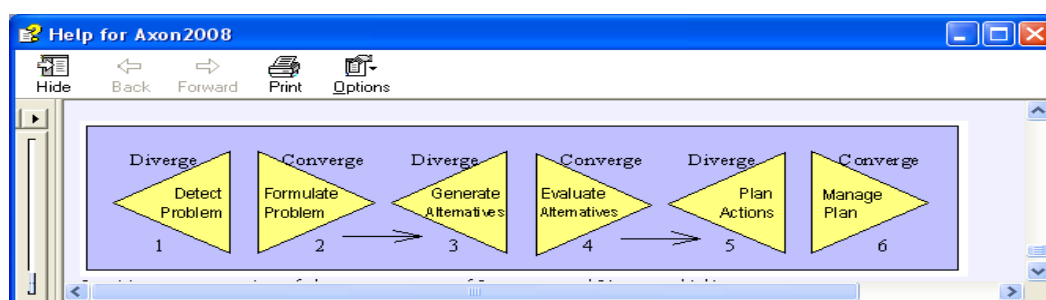 Help for Axon2008
Hide Back Forward Print Options
Diverge Converge Diverge Converge Diverge Converge
Detect Problem
Formulate Problem
Generate Alternatives
Evaluate Alternatives
Plan Actions
Manage Plan
1 2 3 4 5 6